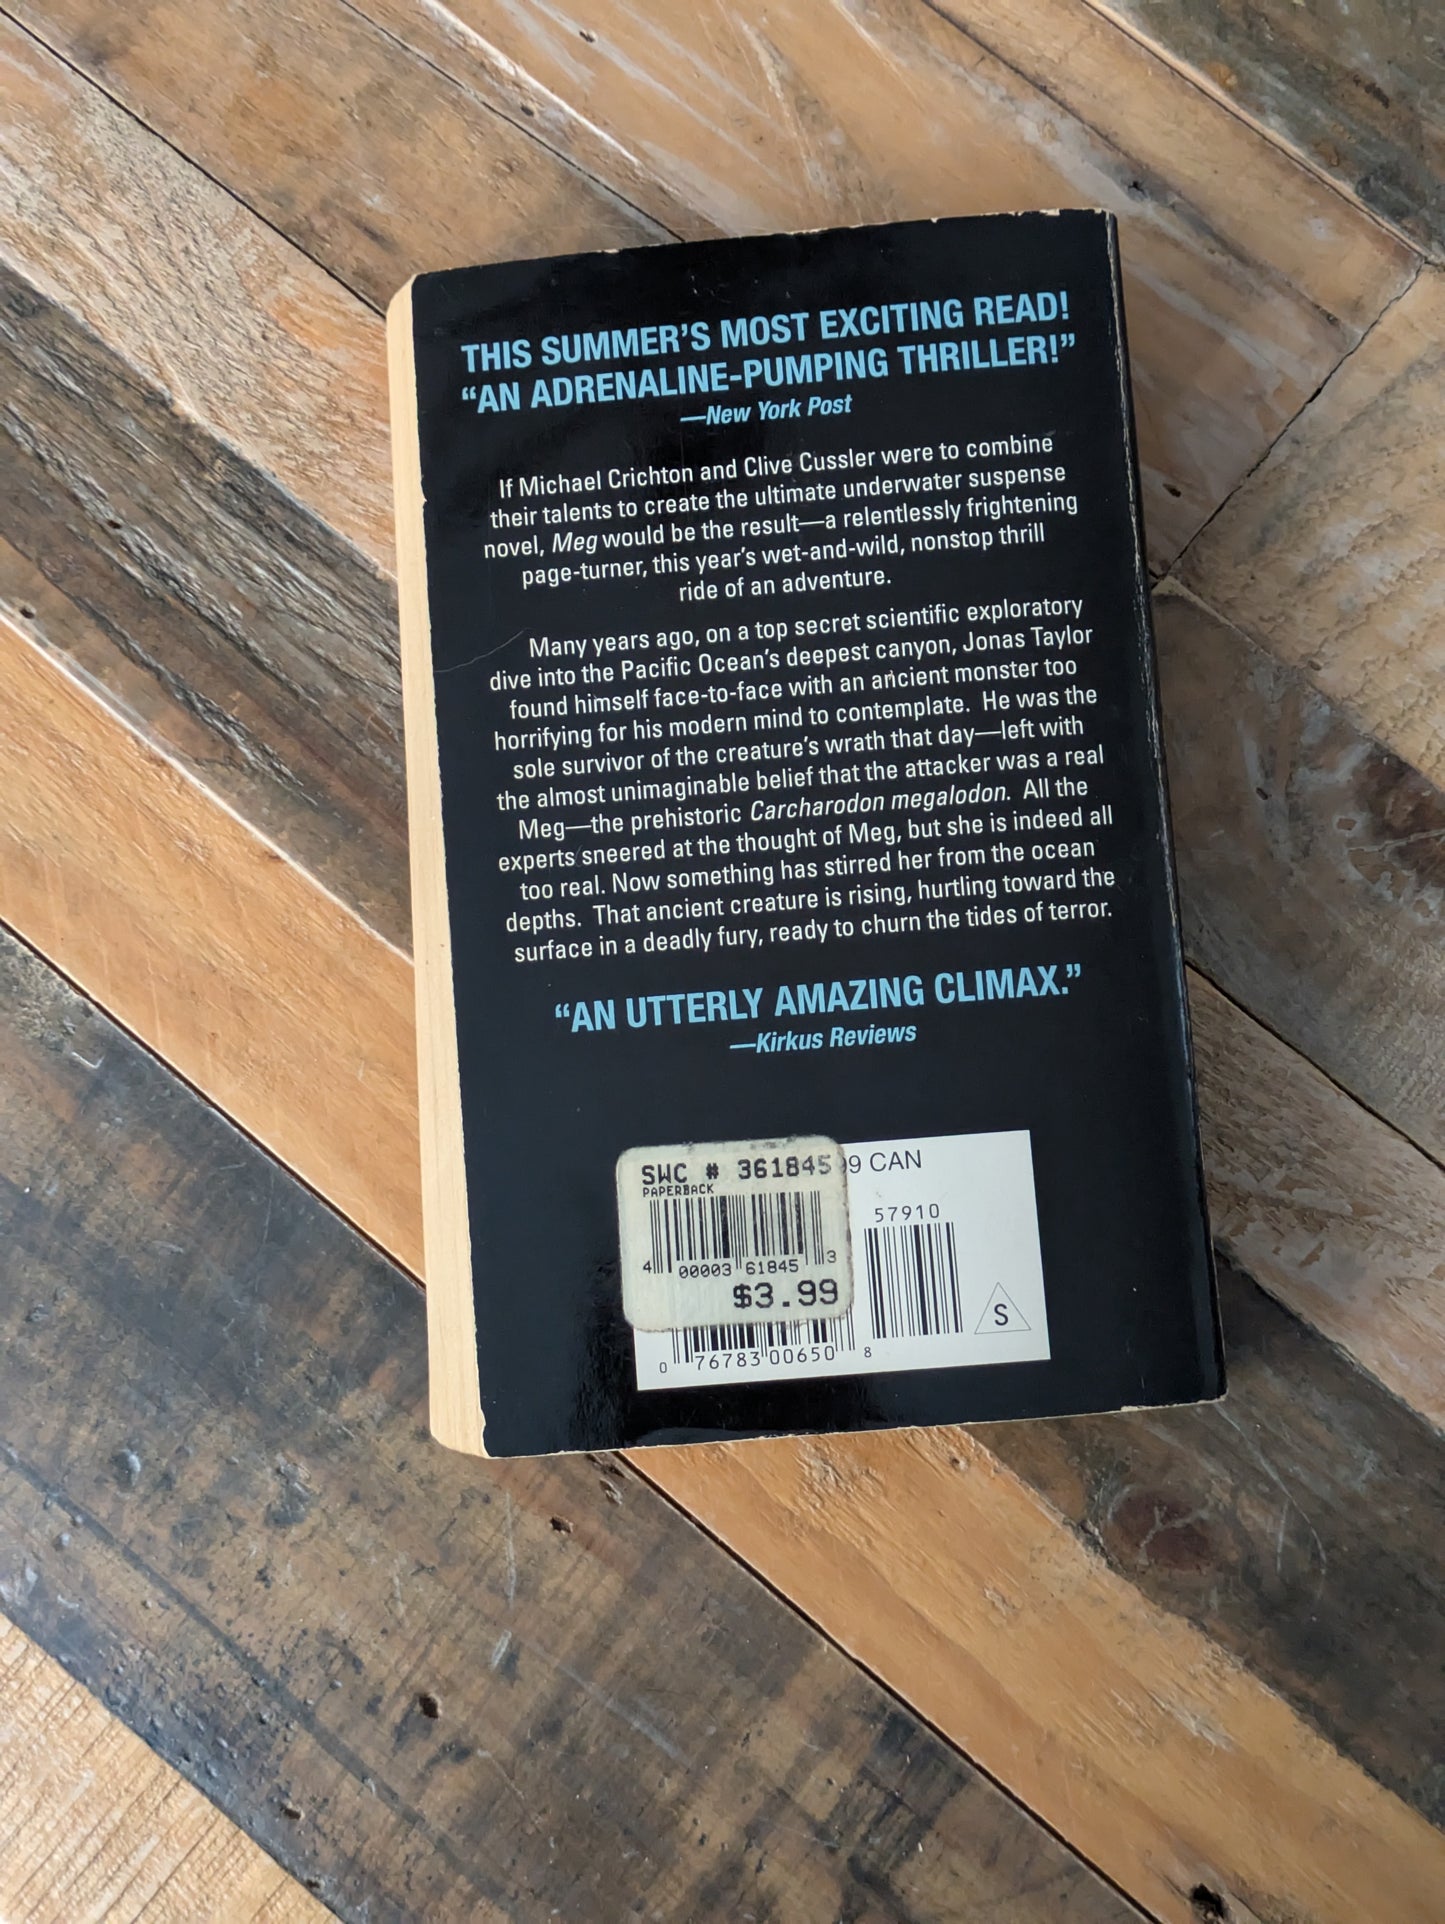 THIS SUMMER'S MOST EXCITING READ!
“AN ADRENALINE-PUMPING THRILLER!”
—New York Post
If Michael Crichton and Clive Cussler were to combine
their talents to create the ultimate underwater suspense
novel, Meg would be the result—a relentlessly frightening
page-turner, this year's wet-and-wild, nonstop thrill
ride of an adventure.
Many years ago, on a top secret scientific exploratory
dive into the Pacific Ocean's deepest canyon, Jonas Taylor
found himself face-to-face with an ancient monster too
horrifying for his modern mind to contemplate. He was the
sole survivor of the creature's wrath that day—left with
the almost unimaginable belief that the attacker was a real
Meg—the prehistoric Carcharodon megalodon. All the
experts sneered at the thought of Meg, but she is indeed all
too real. Now something has stirred her from the ocean
depths. That ancient creature is rising, hurtling toward the
surface in a deadly fury, ready to churn the tides of terror.
“AN UTTERLY AMAZING CLIMAX.”
—Kirkus Reviews
SWC # 361845
PAPERBACK
4 00003 61845 3
$3.99
99 CAN
57910
S
0 76783 00650 8